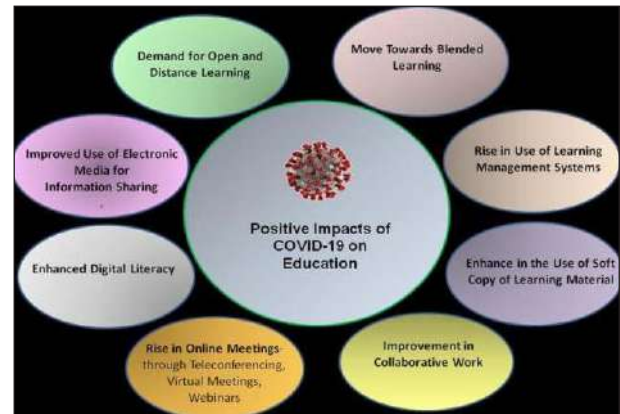 Demand for Open and
Distance Learning
Move Towards Blended
Learning
Improved Use of Electronic
Media for
Information Sharing
Rise in Use of Learning
Management Systems
Positive Impacts of
COVID-19 on
Education
Enhanced Digital Literacy
Enhance in the Use of Soft
Copy of Learning Material
Rise in Online Meetings
through Teleconferencing,
Virtual Meetings,
Webinars
Improvement in
Collaborative Work